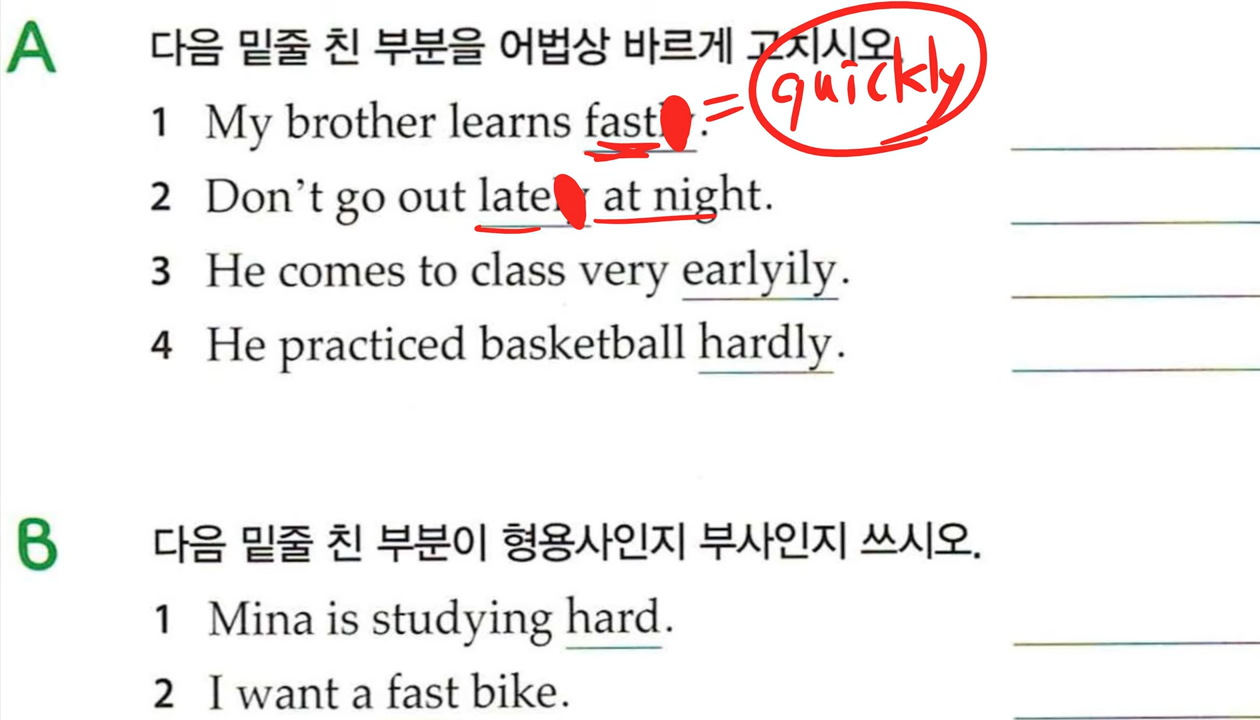 A 다음 밑줄 친 부분을 어법상 바르게 고치시오.
1 My brother learns fastly. = quickly
2 Don't go out lately at night.
3 He comes to class very earlyily.
4 He practiced basketball hardly.
B 다음 밑줄 친 부분이 형용사인지 부사인지 쓰시오.
1 Mina is studying hard.
2 I want a fast bike.